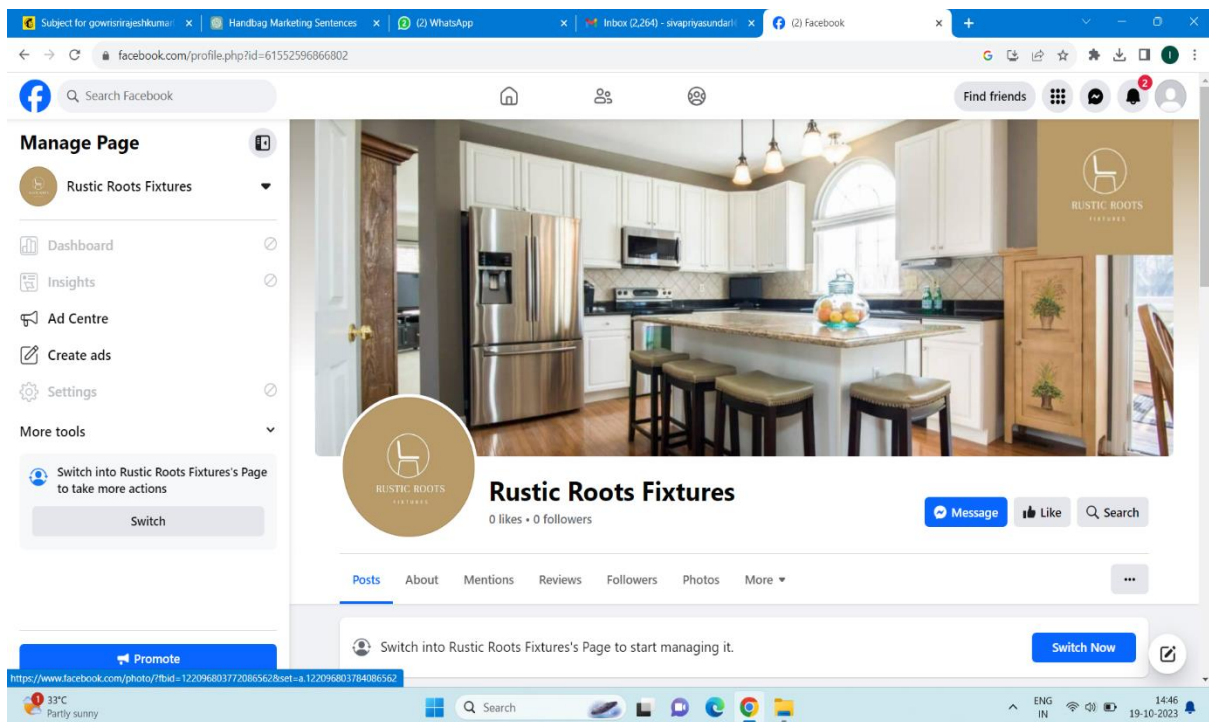 Subject for gowrisrirajeshkumar
Handbag Marketing Sentences
(2) WhatsApp
Inbox (2,264) - sivapriyasundari
(2) Facebook
facebook.com/profile.php?id=61552596866802
Search Facebook
Find friends
2
Manage Page
Rustic Roots Fixtures
Dashboard
Insights
Ad Centre
Create ads
Settings
More tools
Switch into Rustic Roots Fixtures's Page
to take more actions
Switch
Promote
RUSTIC ROOTS
FIXTURES
RUSTIC ROOTS
FIXTURES
Rustic Roots Fixtures
0 likes • 0 followers
Message
Like
Search
Posts About Mentions Reviews Followers Photos More
Switch into Rustic Roots Fixtures's Page to start managing it.
Switch Now
https://www.facebook.com/photo/?fbid=122096803772086562&set=a.122096803784086562
1
33°C
Partly sunny
Search
ENG
IN
14:46
19-10-2023